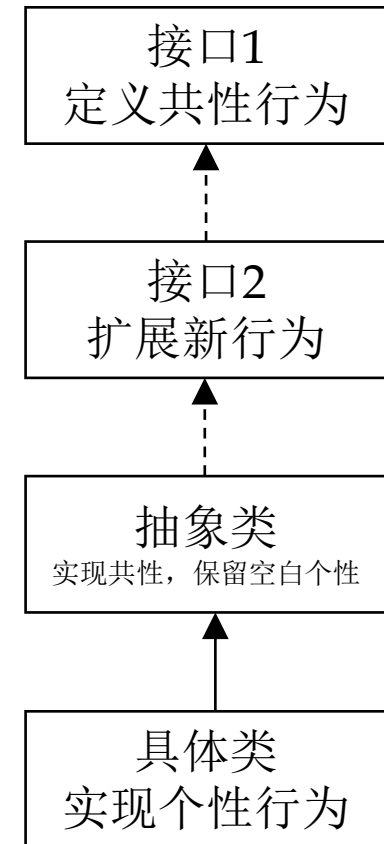 接口1
定义共性行为
接口2
扩展新行为
抽象类
实现共性，保留空白个性
具体类
实现个性行为